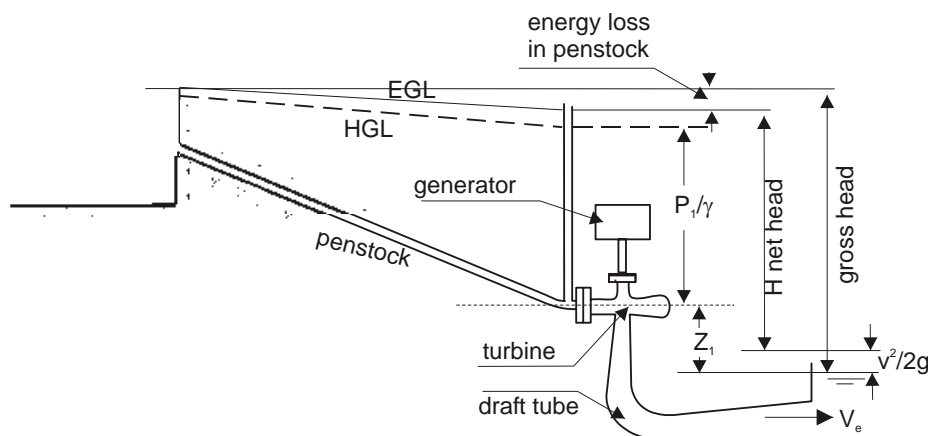 energy loss
in penstock
EGL
HGL
generator
P₁/γ
H net head
gross head
penstock
turbine
Z₁
v²/2g
draft tube
Vₑ